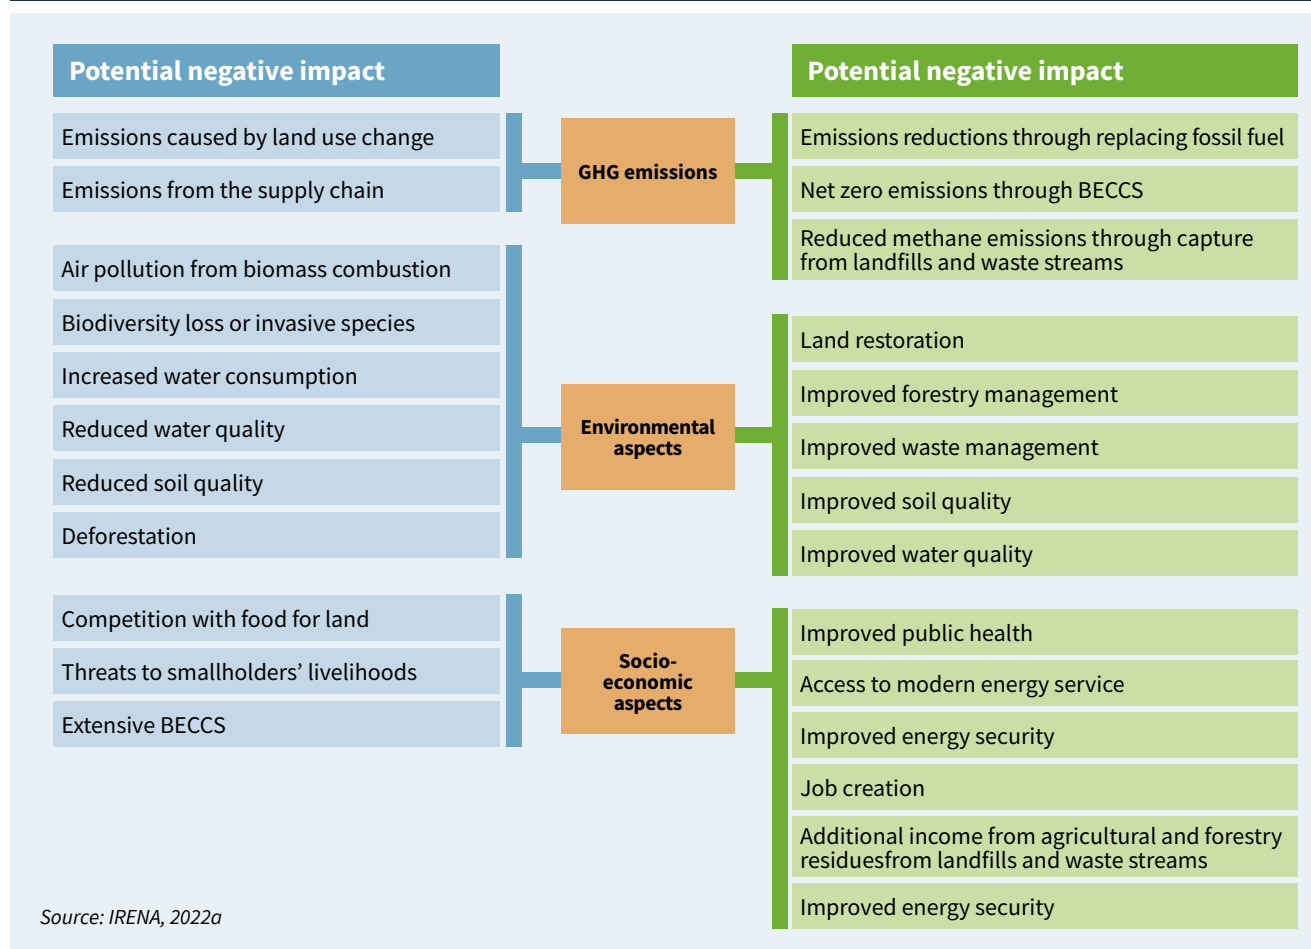 Potential negative impact
Emissions caused by land use change
Emissions from the supply chain
Air pollution from biomass combustion
Biodiversity loss or invasive species
Increased water consumption
Reduced water quality
Reduced soil quality
Deforestation
Competition with food for land
Threats to smallholders’ livelihoods
Extensive BECCS
GHG emissions
Environmental
aspects
Socio-
economic
aspects
Potential negative impact
Emissions reductions through replacing fossil fuel
Net zero emissions through BECCS
Reduced methane emissions through capture
from landfills and waste streams
Land restoration
Improved forestry management
Improved waste management
Improved soil quality
Improved water quality
Improved public health
Access to modern energy service
Improved energy security
Job creation
Additional income from agricultural and forestry
residuesfrom landfills and waste streams
Improved energy security
Source: IRENA, 2022a